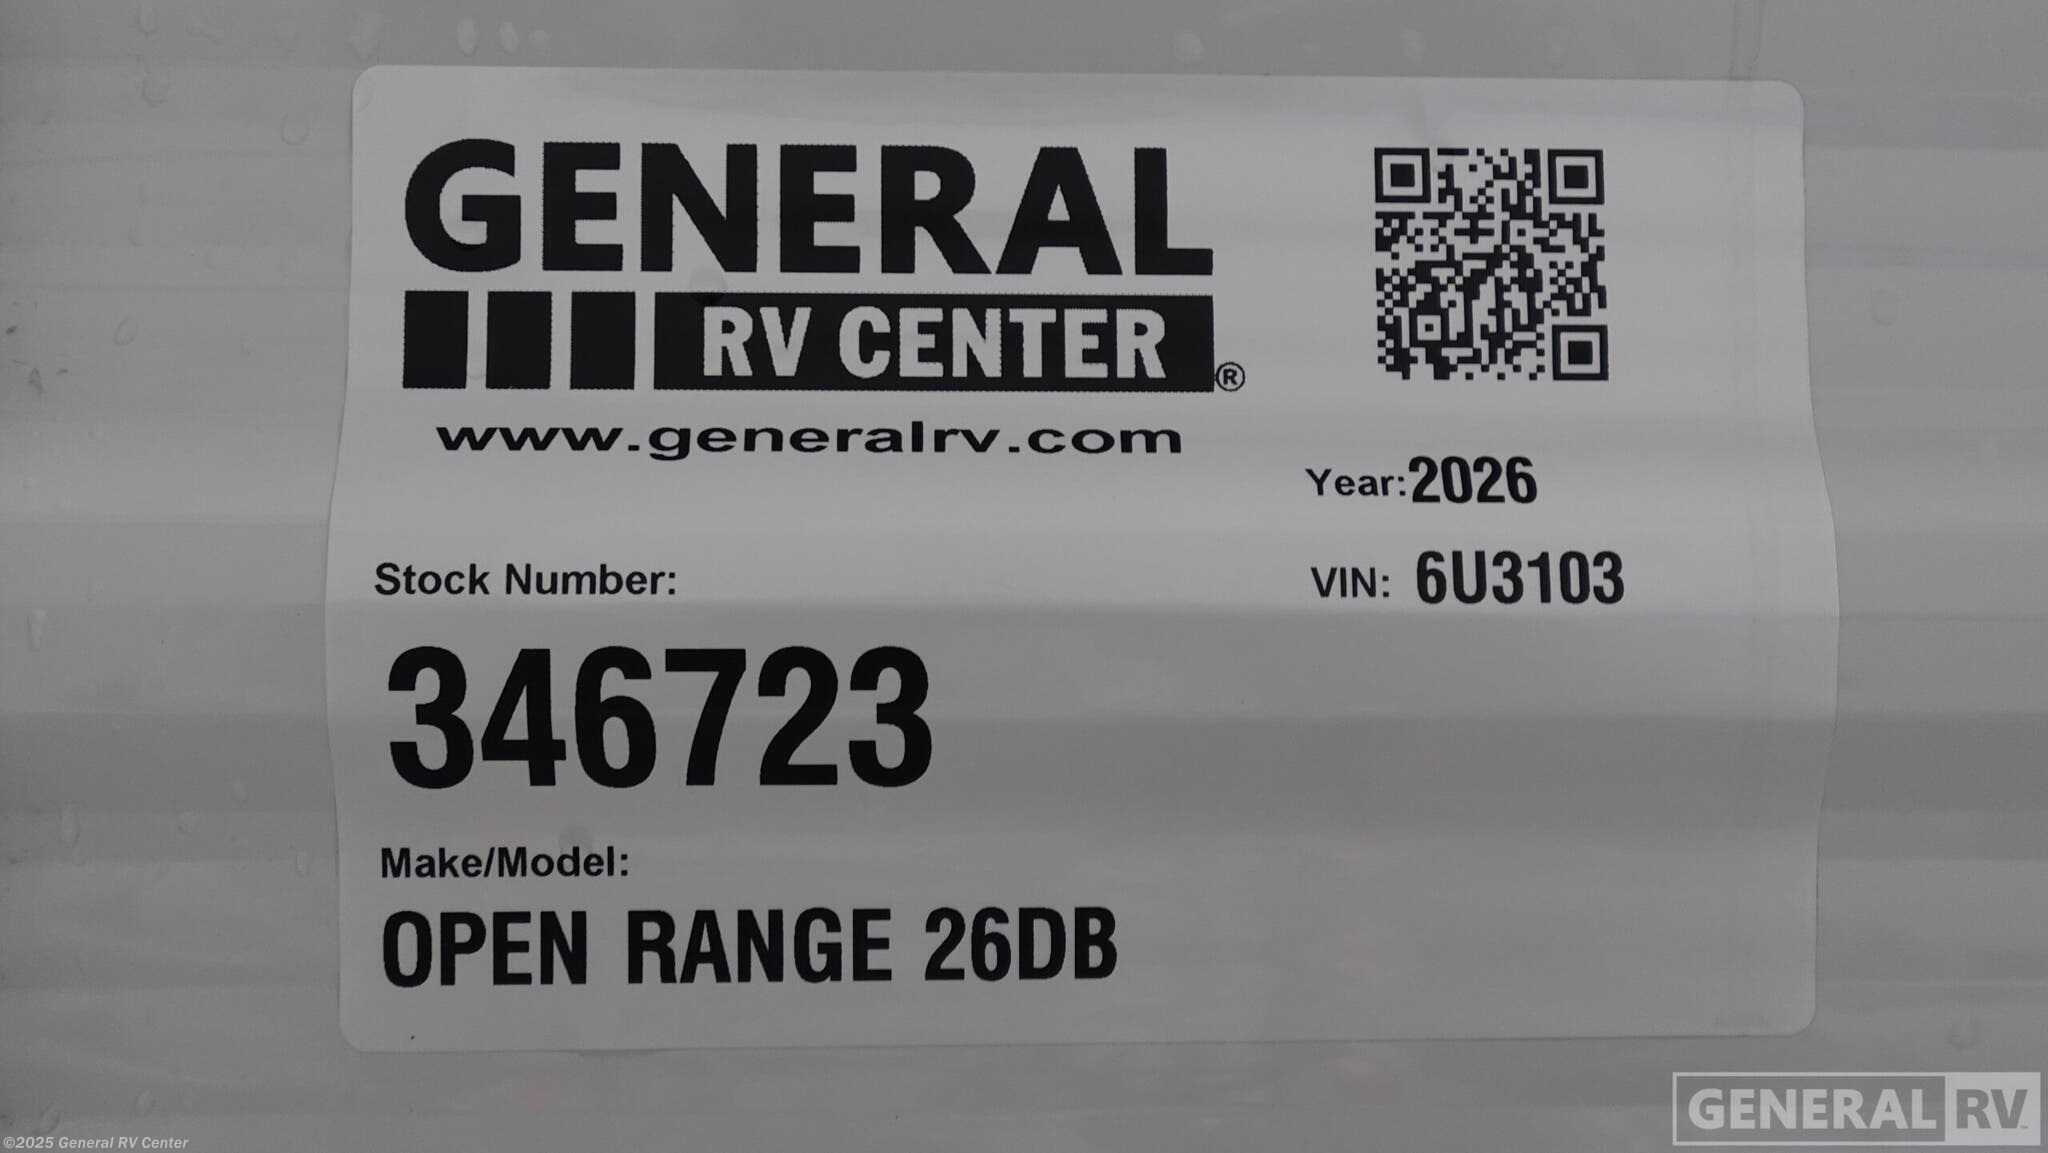 GENERAL
RV CENTER®
www.generalrv.com
Year:2026
VIN: 6U3103
Stock Number:
346723
Make/Model:
OPEN RANGE 26DB
GENERAL RV™
©2025 General RV Center